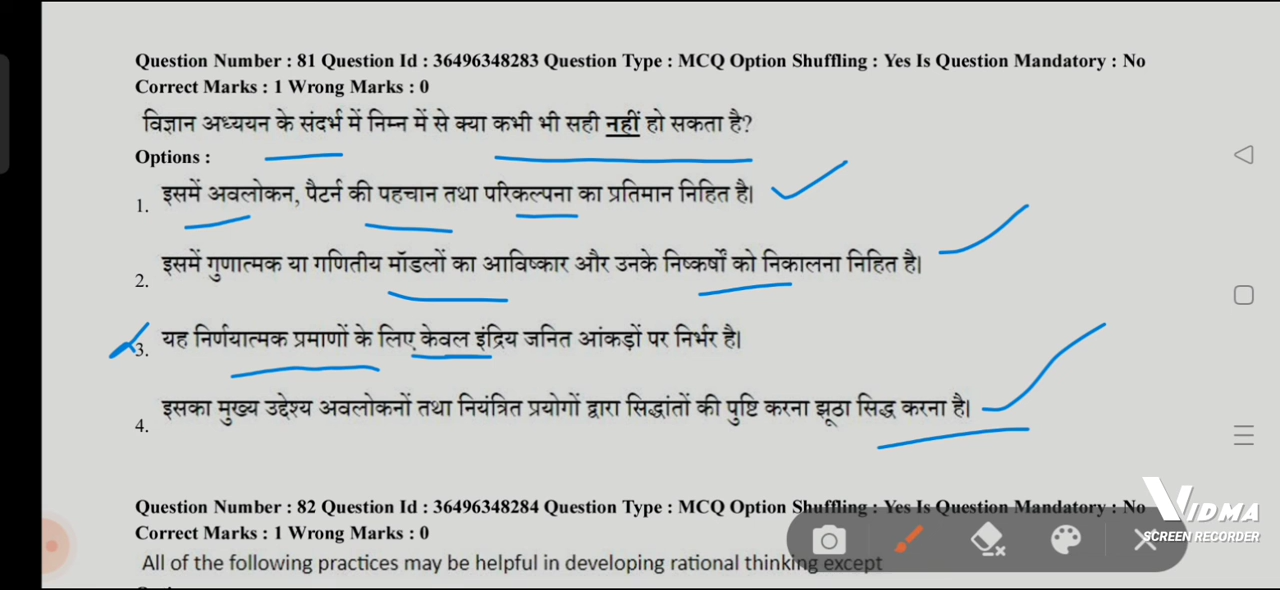 Question Number : 81 Question Id : 36496348283 Question Type : MCQ Option Shuffling : Yes Is Question Mandatory : No
Correct Marks : 1 Wrong Marks : 0
विज्ञान अध्ययन के संदर्भ में निम्न में से क्या कभी भी सही नहीं हो सकता है?
Options :
1. इसमें अवलोकन, पैटर्न की पहचान तथा परिकल्पना का प्रतिमान निहित है।
2. इसमें गुणात्मक या गणितीय मॉडलों का आविष्कार और उनके निष्कर्षों को निकालना निहित है।
3. यह निर्णयात्मक प्रमाणों के लिए केवल इंद्रिय जनित आंकड़ों पर निर्भर है।
4. इसका मुख्य उद्देश्य अवलोकनों तथा नियंत्रित प्रयोगों द्वारा सिद्धांतों की पुष्टि करना झूठा सिद्ध करना है।
Question Number : 82 Question Id : 36496348284 Question Type : MCQ Option Shuffling : Yes Is Question Mandatory : No
Correct Marks : 1 Wrong Marks : 0
All of the following practices may be helpful in developing rational thinking except
VIDMA
SCREEN RECORDER